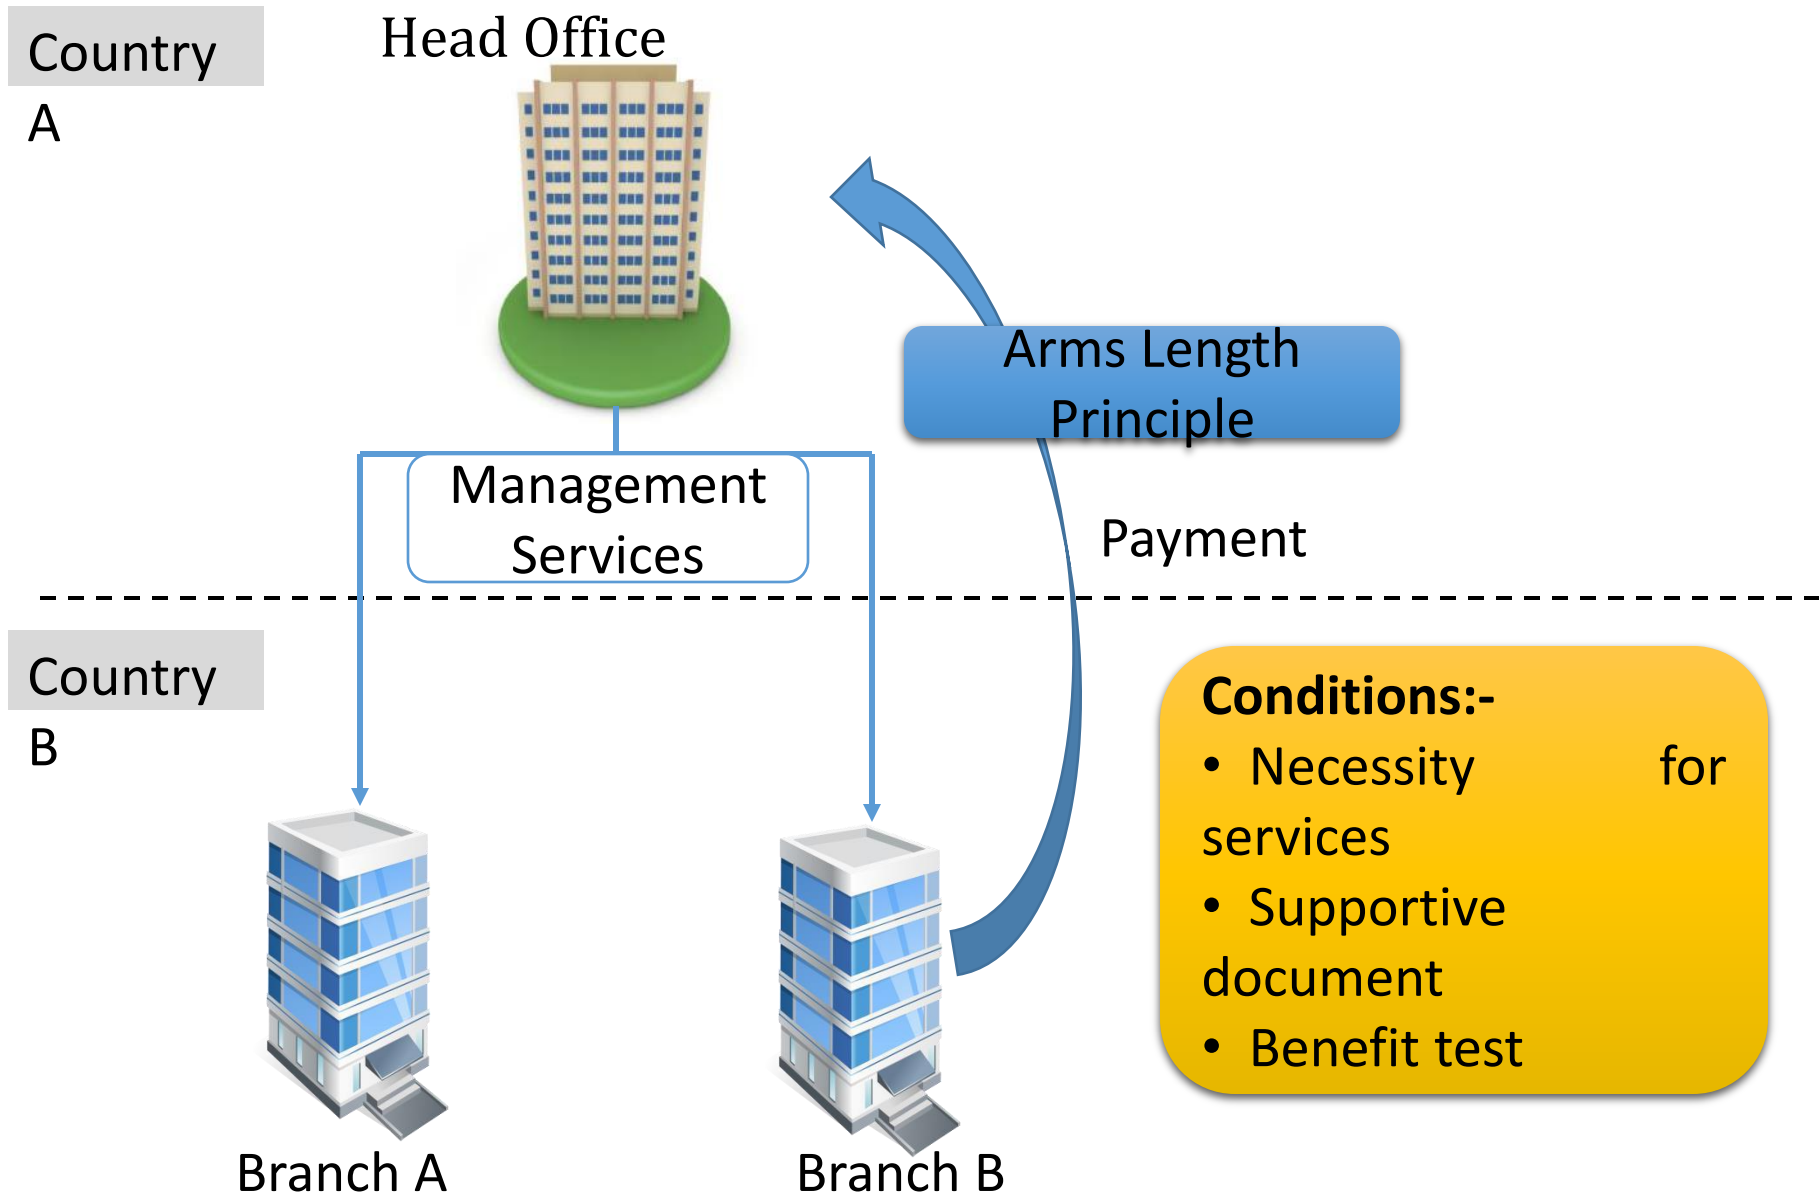 Country
A
Head Office
Arms Length
Principle
Management
Services
Payment
Country
B
Conditions:-
• Necessity for
services
• Supportive
document
• Benefit test
Branch A
Branch B